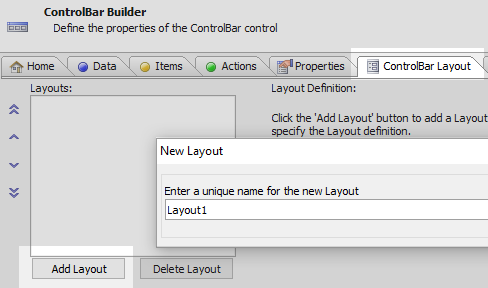 ControlBar Builder
Define the properties of the ControlBar control
Home Data Items Actions Properties ControlBar Layout
Layouts:
Layout Definition:
Click the 'Add Layout' button to add a Layout
specify the Layout definition.
New Layout
Enter a unique name for the new Layout
Layout1
Add Layout Delete Layout